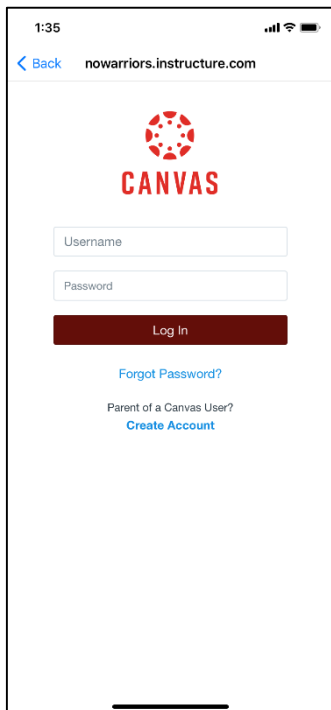 1:35
Back nowarriors.instructure.com
CANVAS
Username
Password
Log In
Forgot Password?
Parent of a Canvas User?
Create Account